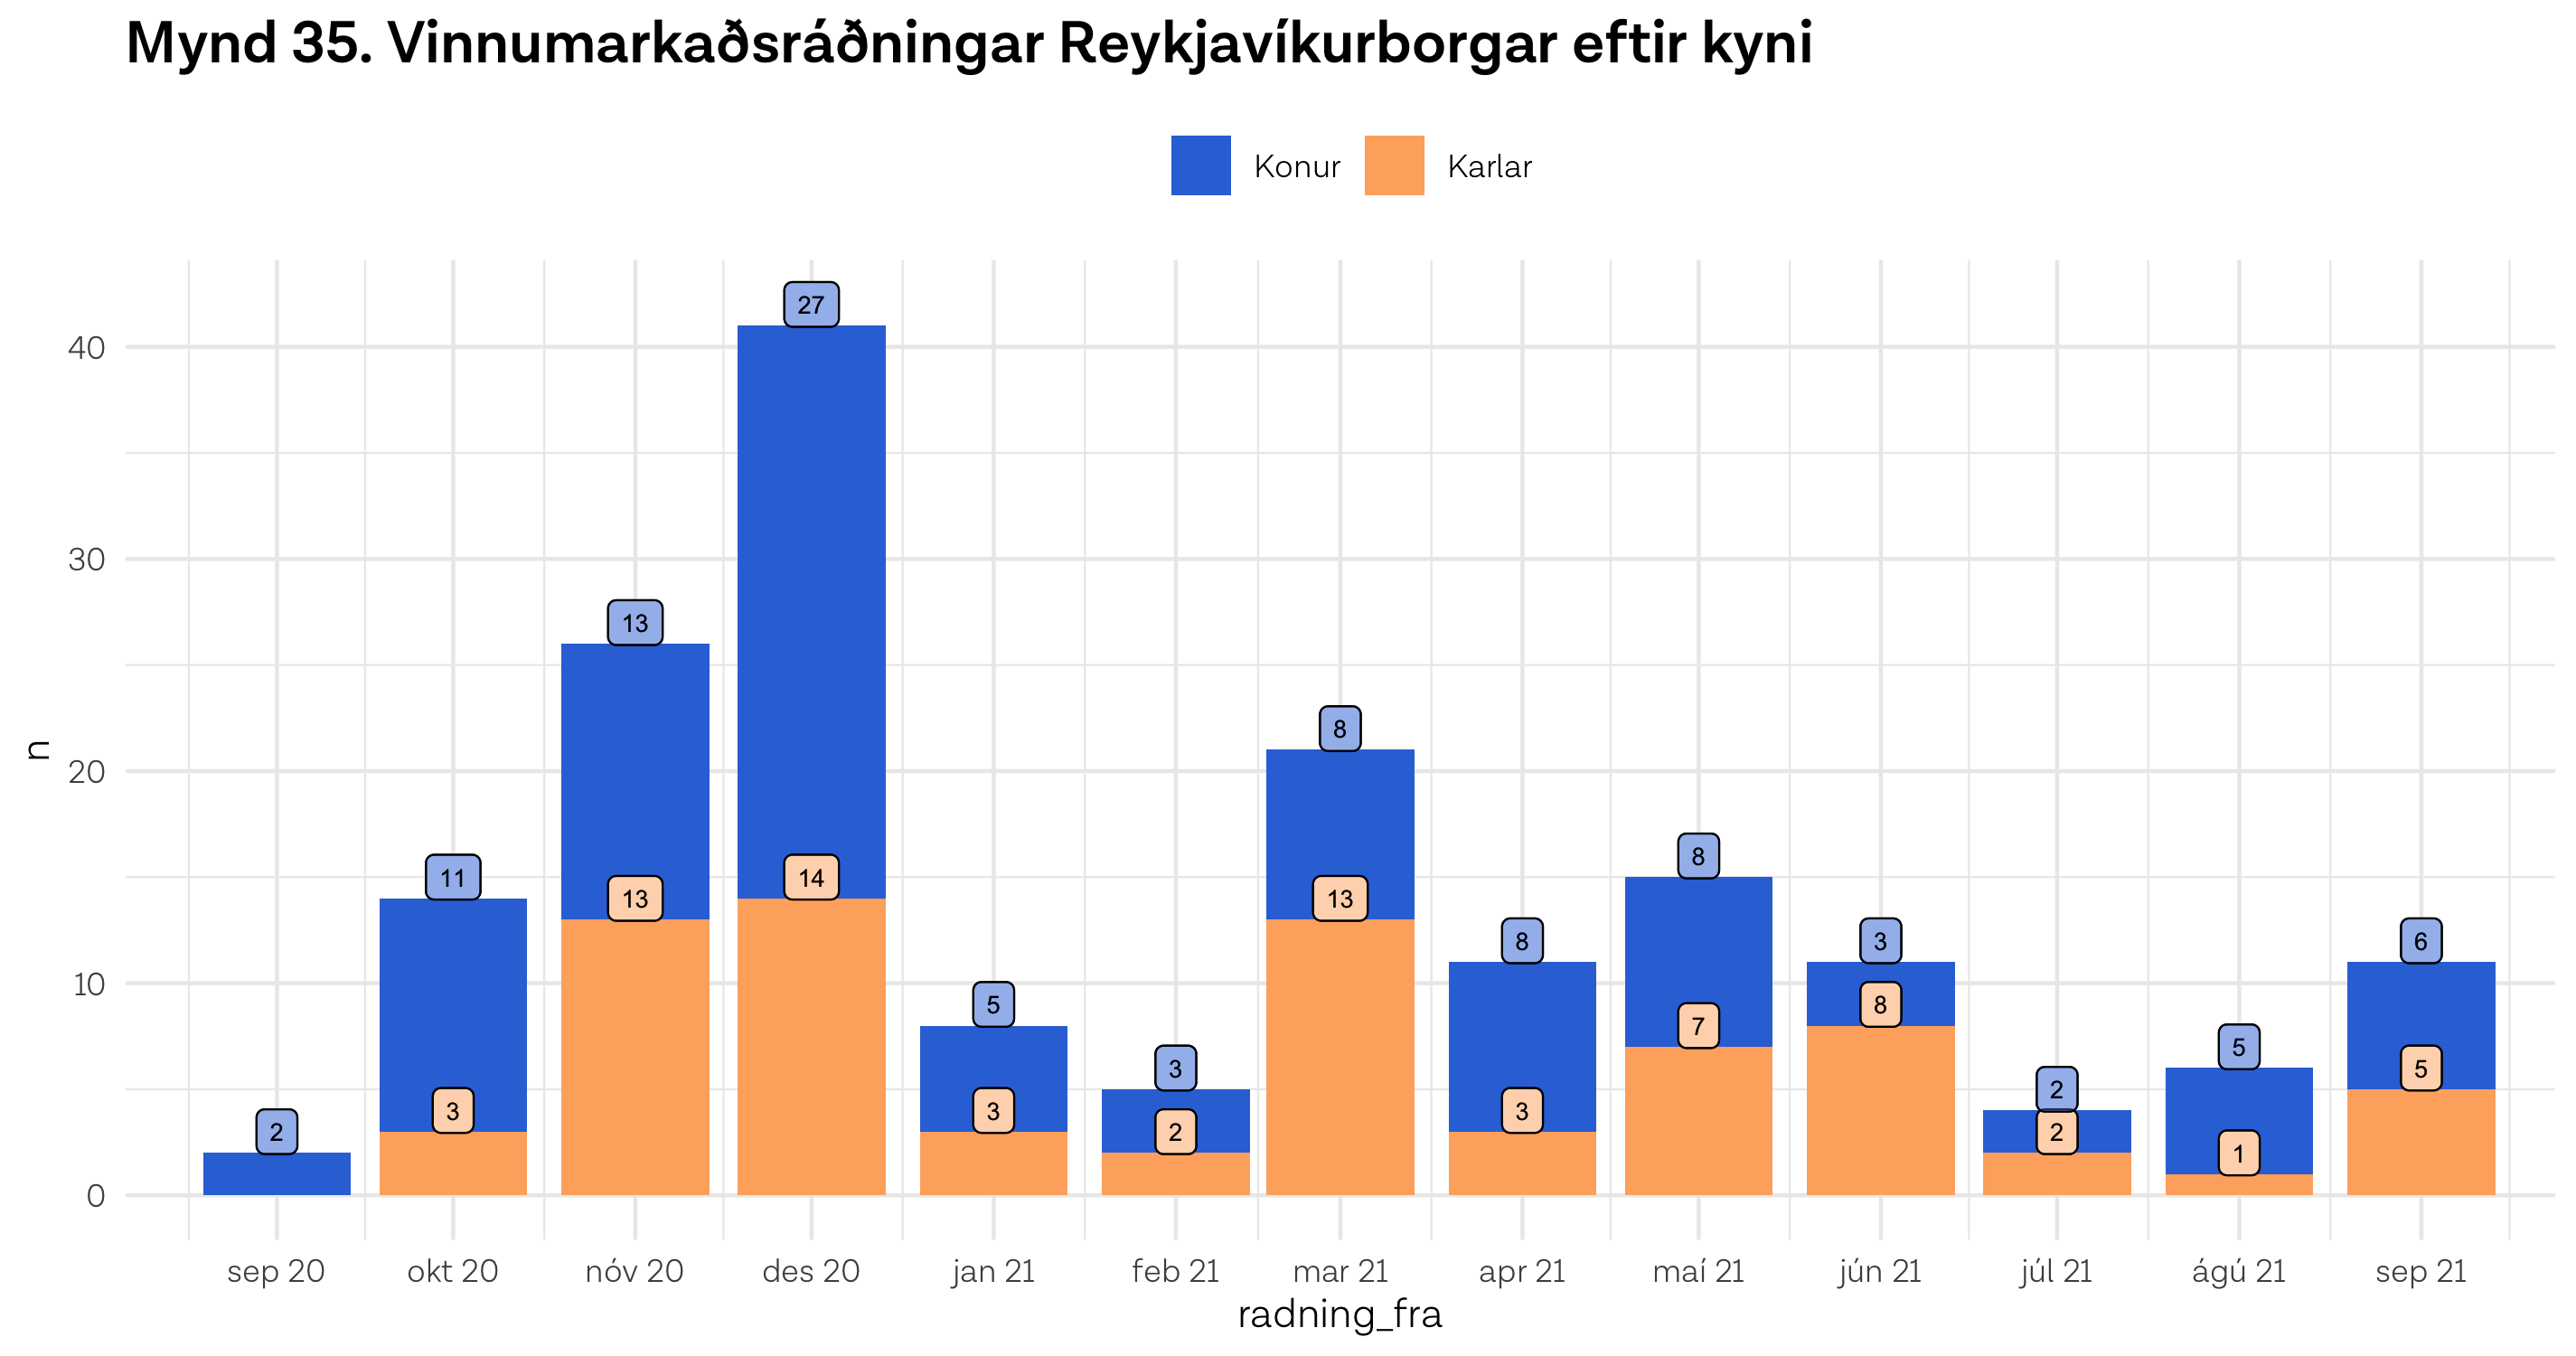 Mynd 35. Vinnumarkaðsráðningar Reykjavíkurborgar eftir kyni
Konur Karlar
27
40
30
13
8
20
11 13 14 13 8 8 3 6
n
10
5 7 8
3 3 3 2 3 2 5 5
2 2 1
0
sep 20 okt 20 nóv 20 des 20 jan 21 feb 21 mar 21 apr 21 maí 21 jún 21 júl 21 ágú 21 sep 21
radning_fra